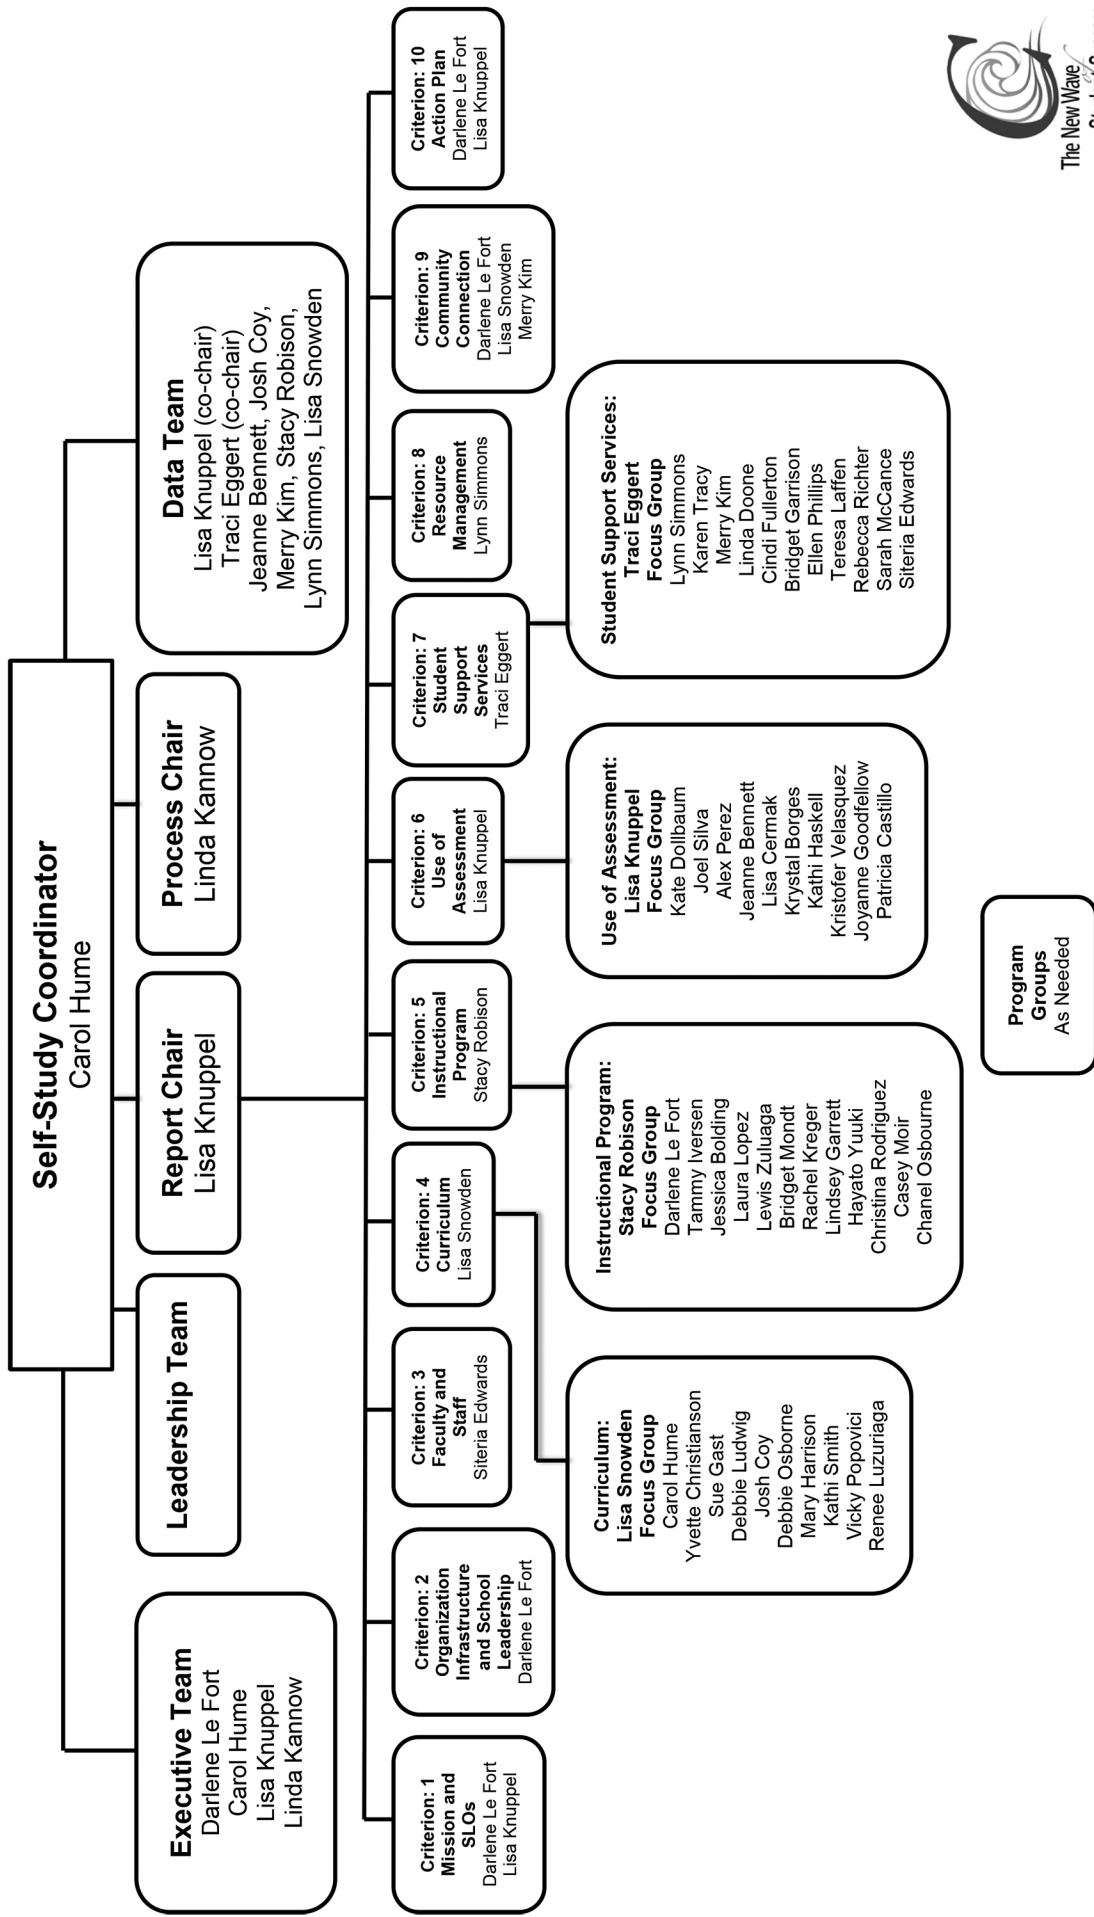 Self-Study Coordinator
Carol Hume
Executive Team
Darlene Le Fort
Carol Hume
Lisa Knuppel
Linda Kannow
Leadership Team
Report Chair
Lisa Knuppel
Process Chair
Linda Kannow
Data Team
Lisa Knuppel (co-chair)
Traci Eggert (co-chair)
Jeanne Bennett, Josh Coy,
Merry Kim, Stacy Robison,
Lynn Simmons, Lisa Snowden
Criterion: 1
Mission and
SLOs
Darlene Le Fort
Lisa Knuppel
Criterion: 2
Organization
Infrastructure
and School
Leadership
Darlene Le Fort
Criterion: 3
Faculty and
Staff
Siteria Edwards
Criterion: 4
Curriculum
Lisa Snowden
Criterion: 5
Instructional
Program
Stacy Robison
Criterion: 6
Use of
Assessment
Lisa Knuppel
Criterion: 7
Student
Support
Services
Traci Eggert
Criterion: 8
Resource
Management
Lynn Simmons
Criterion: 9
Community
Connection
Darlene Le Fort
Lisa Snowden
Merry Kim
Criterion: 10
Action Plan
Darlene Le Fort
Lisa Knuppel
Curriculum:
Lisa Snowden
Focus Group
Carol Hume
Yvette Christianson
Sue Gast
Debbie Ludwig
Josh Coy
Debbie Osborne
Mary Harrison
Kathi Smith
Vicky Popovici
Renee Luzuriaga
Instructional Program:
Stacy Robison
Focus Group
Darlene Le Fort
Tammy Iversen
Jessica Bolding
Laura Lopez
Lewis Zuluaga
Bridget Mondt
Rachel Kreger
Lindsey Garrett
Hayato Yuuki
Christina Rodriguez
Casey Moir
Chanel Osbourne
Use of Assessment:
Lisa Knuppel
Focus Group
Kate Dollbaum
Joel Silva
Alex Perez
Jeanne Bennett
Lisa Cermak
Krystal Borges
Kathi Haskell
Kristofer Velasquez
Joyanne Goodfellow
Patricia Castillo
Student Support Services:
Traci Eggert
Focus Group
Lynn Simmons
Karen Tracy
Merry Kim
Linda Doone
Cindi Fullerton
Bridget Garrison
Ellen Phillips
Teresa Laffen
Rebecca Richter
Sarah McCance
Siteria Edwards
Program
Groups
As Needed
The New Wave
of